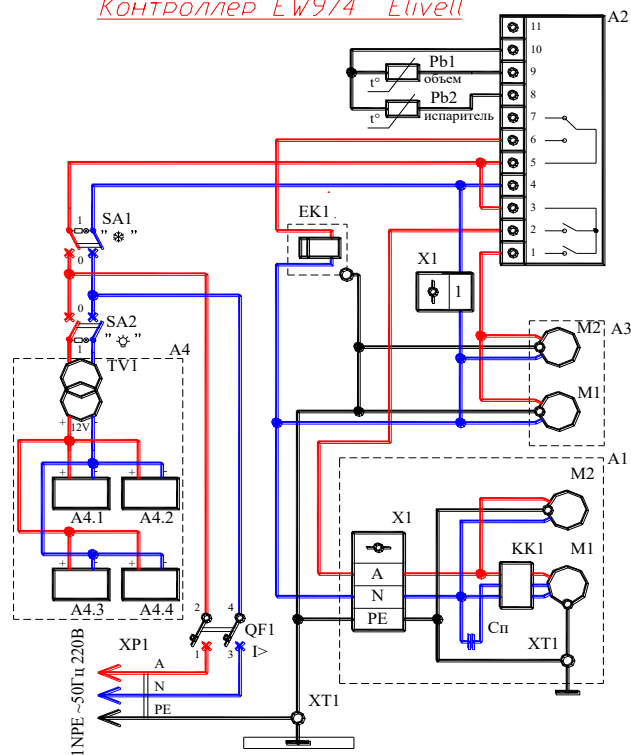 Контроллер EW974 Elivell
A2
11
10
9
8
7
6
5
4
3
2
1
Pb1
объем
t°
Pb2
испаритель
t°
SA1
1
" ❄ "
0
EK1
X1
1
0
SA2
" "
1
TV1
A4
12V
+ -
+ - + -
A4.1 A4.2
+ - + -
A4.3 A4.4
M2
A3
M1
A1
M2
X1
A
N
PE
KK1
M1
Сп
XT1
2 4
QF1
1 3 I>
XP1
A
N
PE
1NPE ~50Гц 220В
XT1